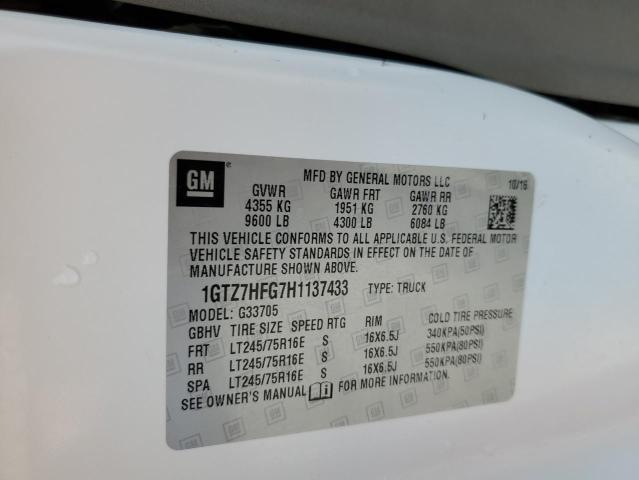 GM
MFD BY GENERAL MOTORS LLC 10/16
GVWR GAWR FRT GAWR RR
4355 KG 1951 KG 2760 KG
9600 LB 4300 LB 6084 LB
THIS VEHICLE CONFORMS TO ALL APPLICABLE U.S. FEDERAL MOTOR
VEHICLE SAFETY STANDARDS IN EFFECT ON THE DATE OF
MANUFACTURE SHOWN ABOVE.
1GTZ7HFG7H1137433 TYPE: TRUCK
MODEL: G33705
GBHV TIRE SIZE SPEED RTG RIM COLD TIRE PRESSURE
FRT LT245/75R16E S 16X6.5J 340KPA(50PSI)
RR LT245/75R16E S 16X6.5J 550KPA(80PSI)
SPA LT245/75R16E S 16X6.5J 550KPA(80PSI)
SEE OWNER'S MANUAL FOR MORE INFORMATION.